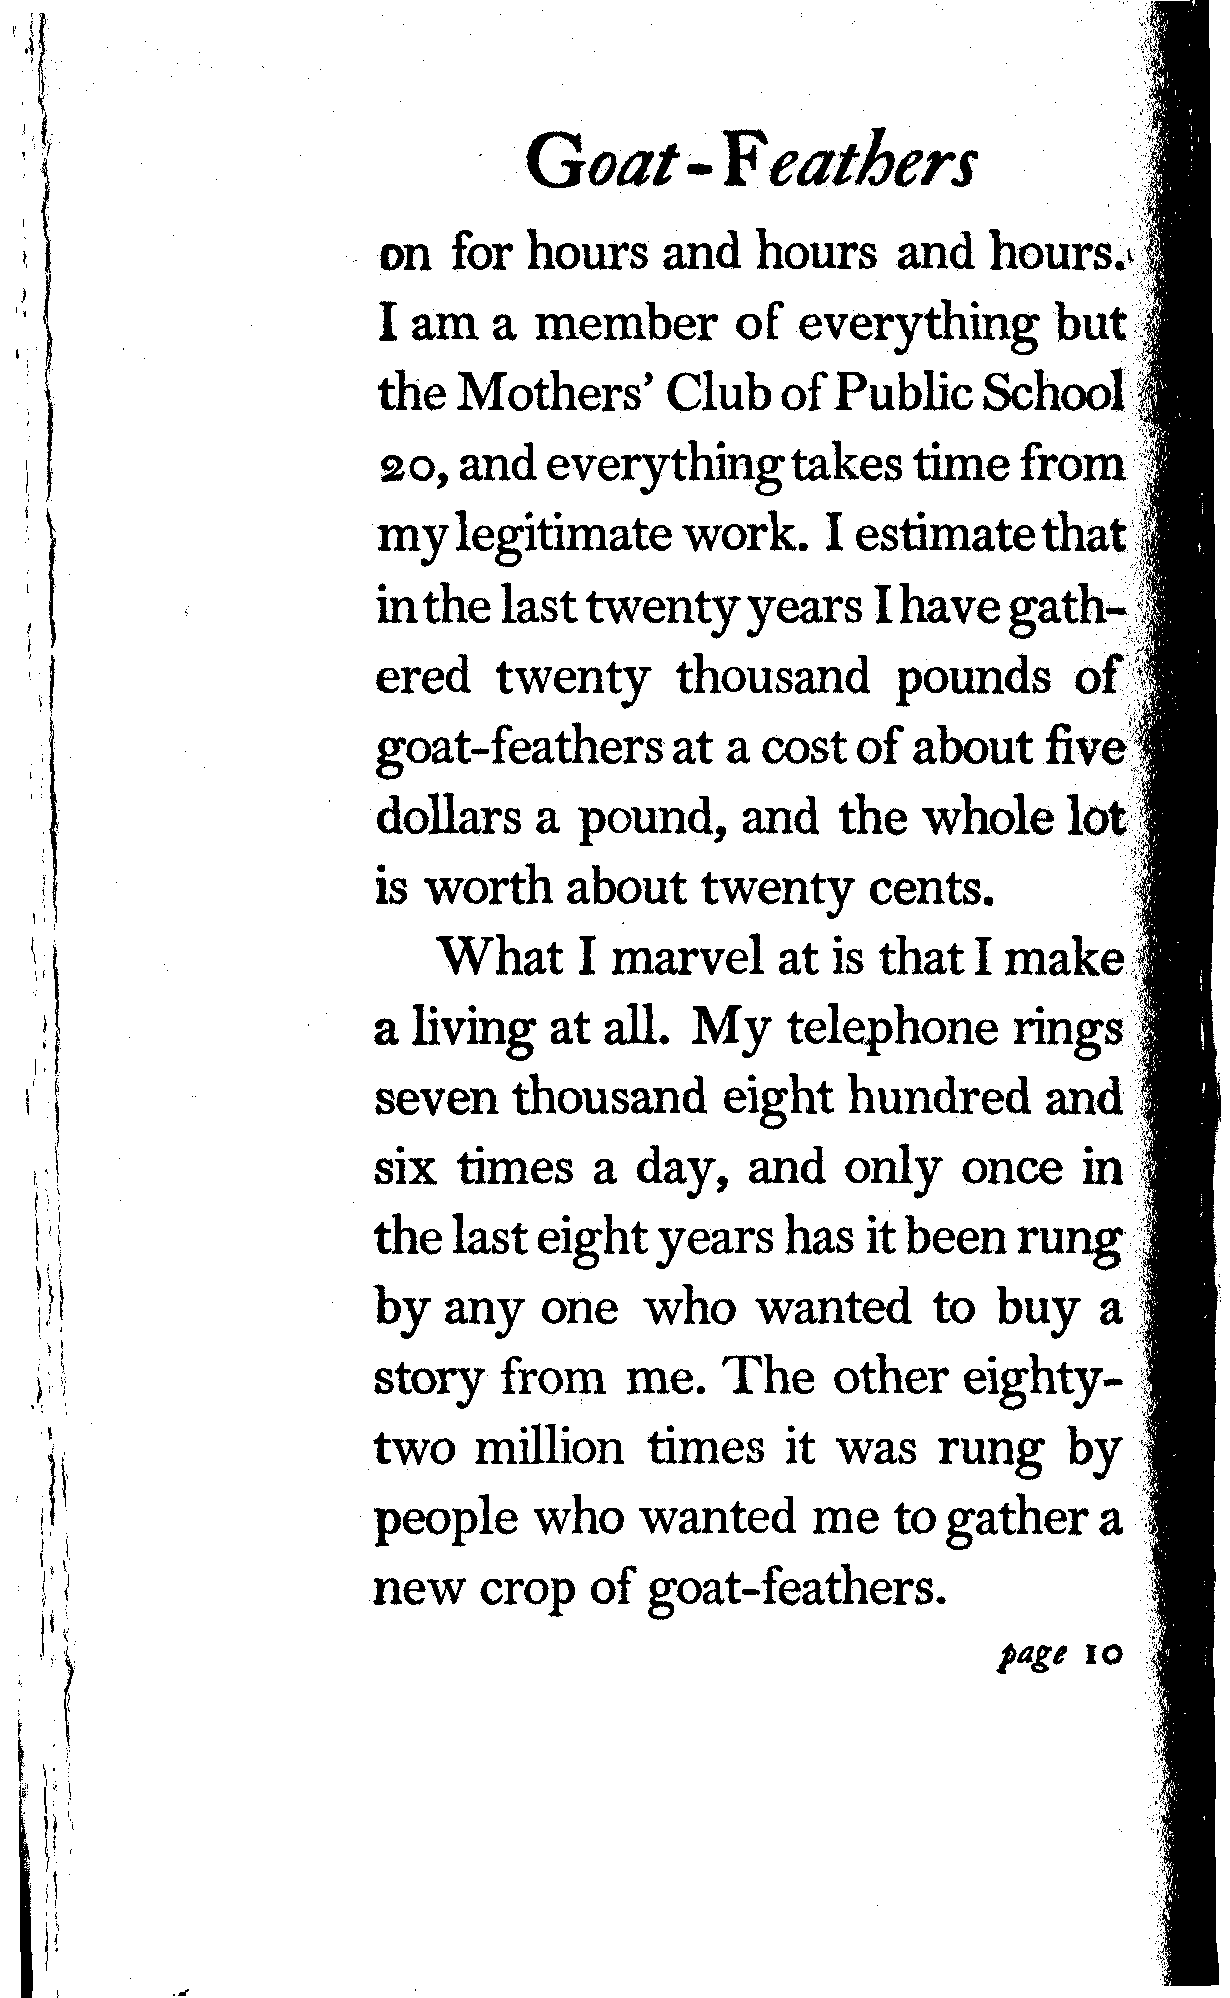 Goat-Feathers
on for hours and hours and hours.
I am a member of everything but
the Mothers' Club of Public School
20, and everything takes time from
my legitimate work. I estimate that
in the last twenty years I have gath-
ered twenty thousand pounds of
goat-feathers at a cost of about five
dollars a pound, and the whole lot
is worth about twenty cents.
What I marvel at is that I make
a living at all. My telephone rings
seven thousand eight hundred and
six times a day, and only once in
the last eight years has it been rung
by any one who wanted to buy a
story from me. The other eighty-
two million times it was rung by
people who wanted me to gather a
new crop of goat-feathers.
page 10